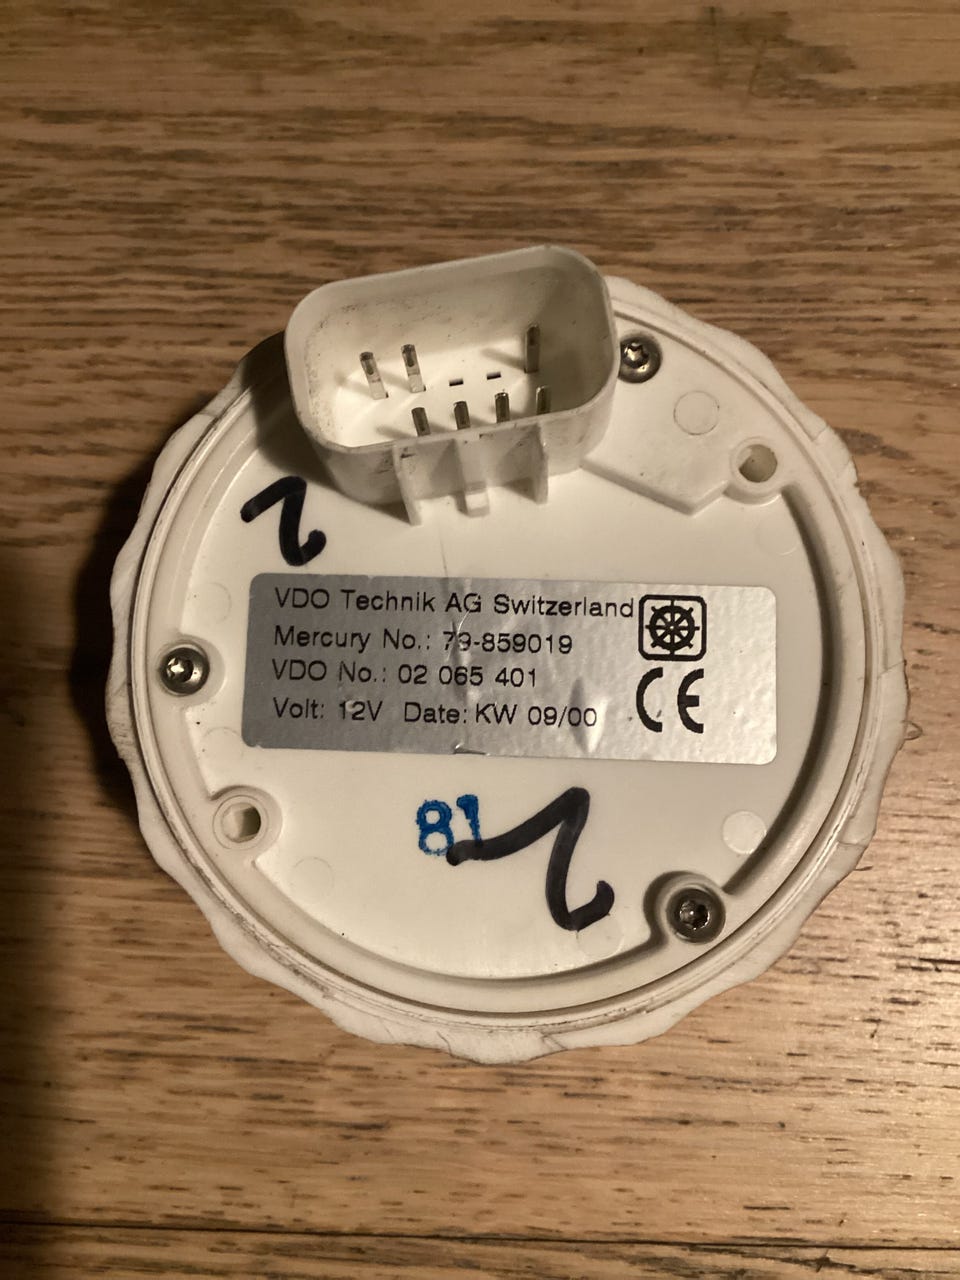 VDO Technik AG Switzerland
Mercury No.: 79-859019
VDO No.: 02 065 401
Volt: 12V Date: KW 09/00
CE
81